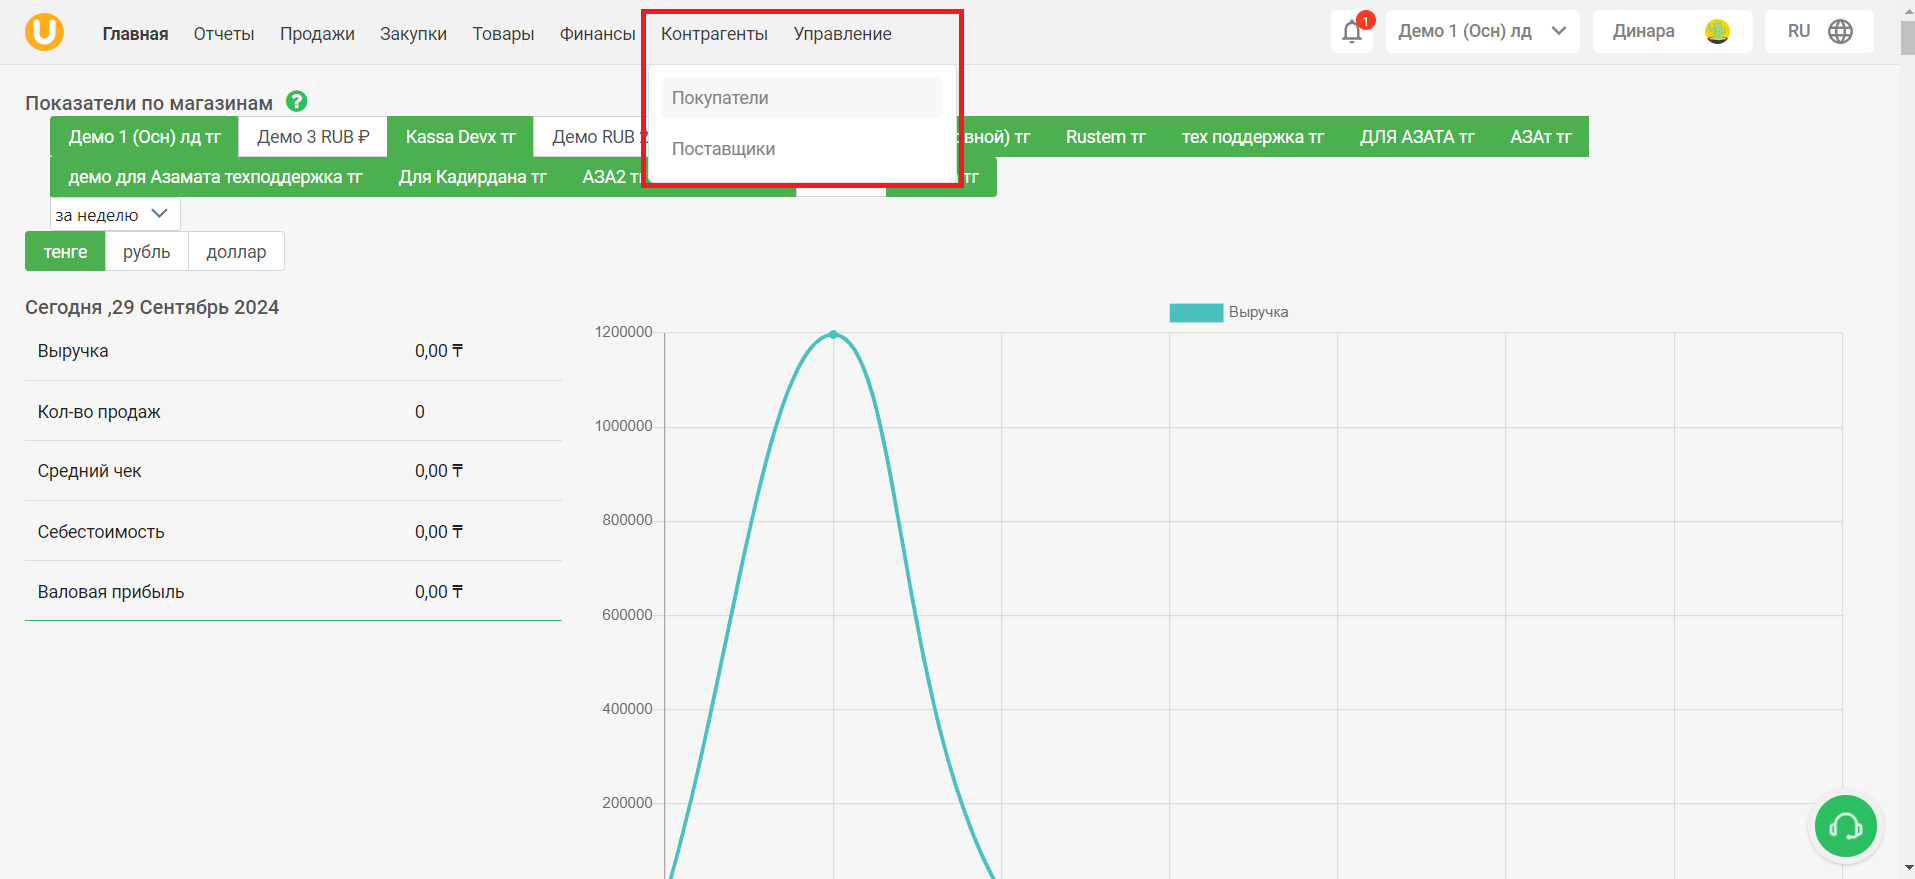 U Главная Отчеты Продажи Закупки Товары Финансы Контрагенты Управление 1 Демо 1 (Осн) лд Динара RU
Покупатели
Поставщики
Показатели по магазинам ?
Демо 1 (Осн) лд тг Демо 3 RUB ₽ Kassa Devx тг Демо RUB вной) тг Rustem тг тех поддержка тг ДЛЯ АЗАТА тг АЗАт тг
демо для Азамата техподдержка тг Для Кадирдана тг АЗА2 тг
за неделю
тенге рубль доллар
Сегодня ,29 Сентябрь 2024
Выручка 0,00 ₸
Кол-во продаж 0
Средний чек 0,00 ₸
Себестоимость 0,00 ₸
Валовая прибыль 0,00 ₸
Выручка
1200000
1000000
800000
600000
400000
200000